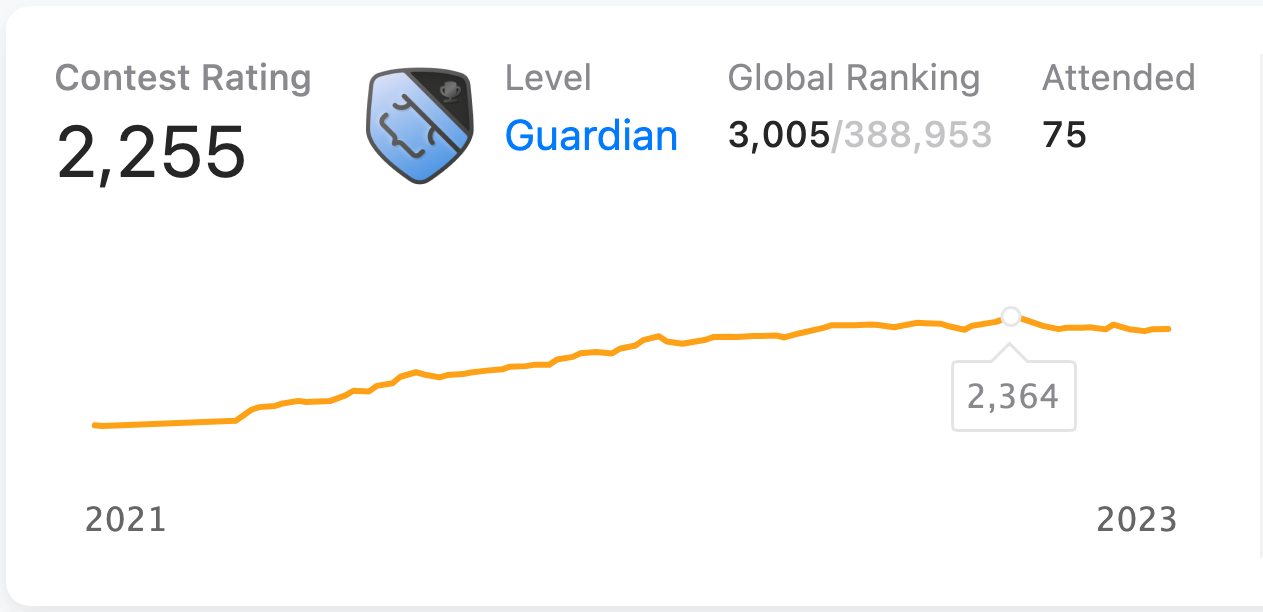 Contest Rating
2,255
Level
Guardian
Global Ranking
3,005/388,953
Attended
75
2,364
2021
2023